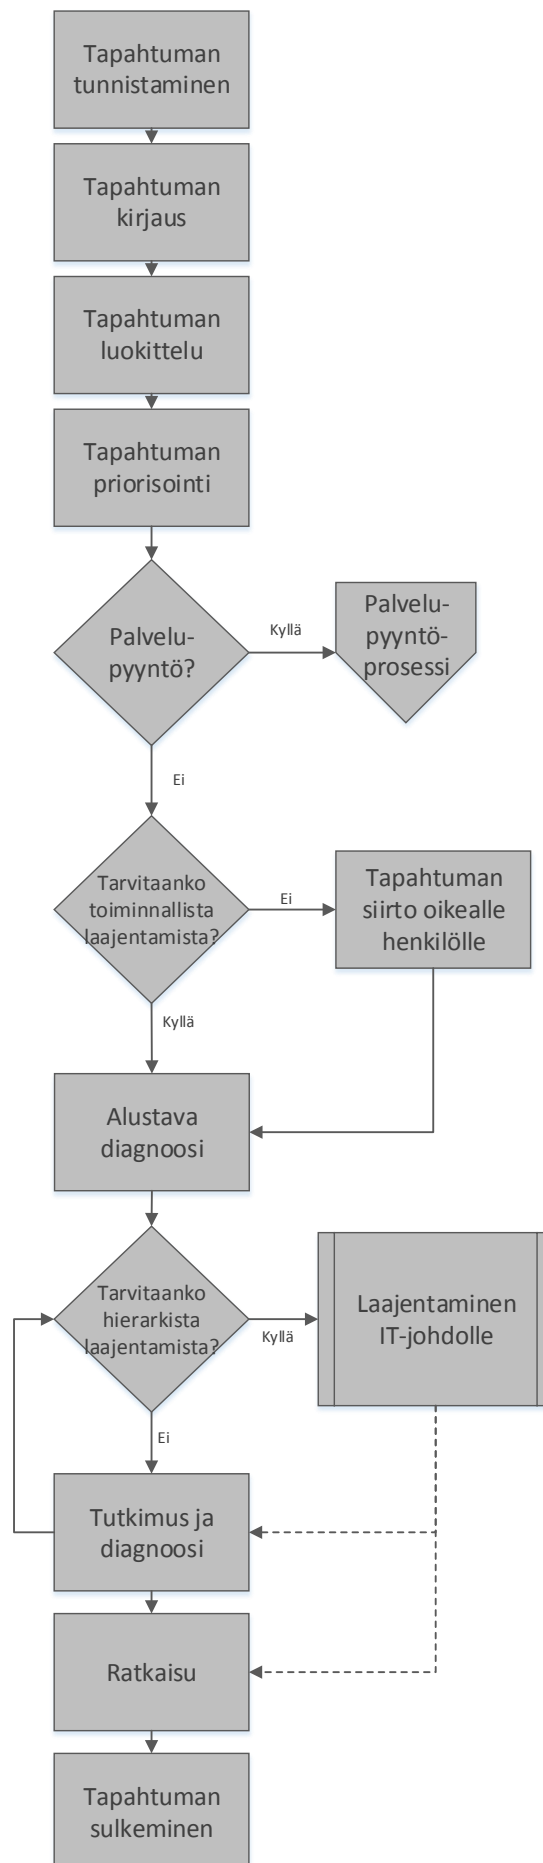 Tapahtuman
tunnistaminen
Tapahtuman
kirjaus
Tapahtuman
luokittelu
Tapahtuman
priorisointi
Palvelu-
pyyntö?
Kyllä
Palvelu-
pyyntö-
prosessi
Ei
Tarvitaanko
toiminnallista
laajentamista?
Ei
Tapahtuman
siirto oikealle
henkilölle
Kyllä
Alustava
diagnoosi
Tarvitaanko
hierarkista
laajentamista?
Kyllä
Laajentaminen
IT-johdolle
Ei
Tutkimus ja
diagnoosi
Ratkaisu
Tapahtuman
sulkeminen